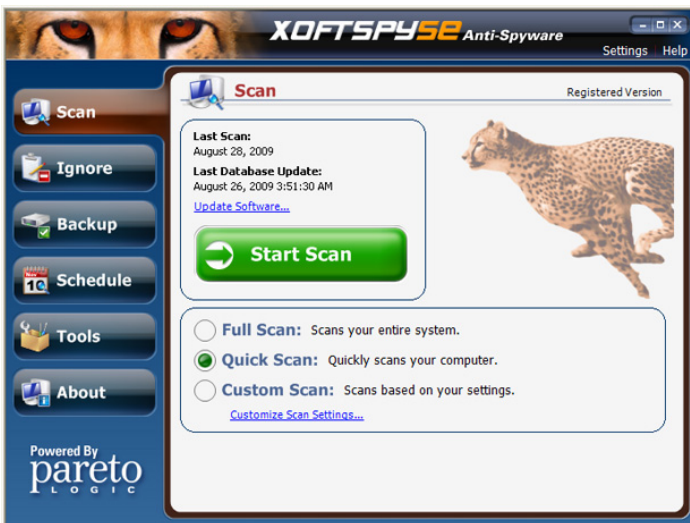 XOFTSPYSE Anti-Spyware
Settings Help
Scan
Ignore
Backup
Nov
10
Schedule
Tools
About
Powered By
pareto
LOGIC
Scan
Registered Version
Last Scan:
August 28, 2009
Last Database Update:
August 26, 2009 3:51:30 AM
Update Software...
Start Scan
Full Scan: Scans your entire system.
Quick Scan: Quickly scans your computer.
Custom Scan: Scans based on your settings.
Customize Scan Settings...